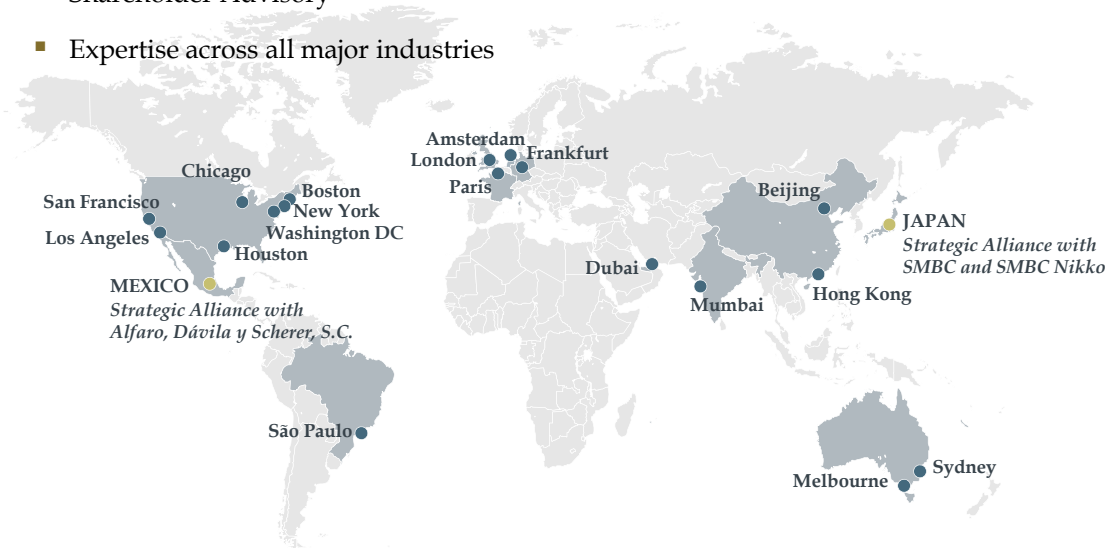 Shareholder Advisory
Expertise across all major industries
Amsterdam
London
Frankfurt
Paris
Chicago
Boston
San Francisco
New York
Washington DC
Los Angeles
Houston
MEXICO
Strategic Alliance with
Alfaro, Dávila y Scherer, S.C.
Beijing
JAPAN
Strategic Alliance with
SMBC and SMBC Nikko
Dubai
Mumbai
Hong Kong
São Paulo
Melbourne
Sydney